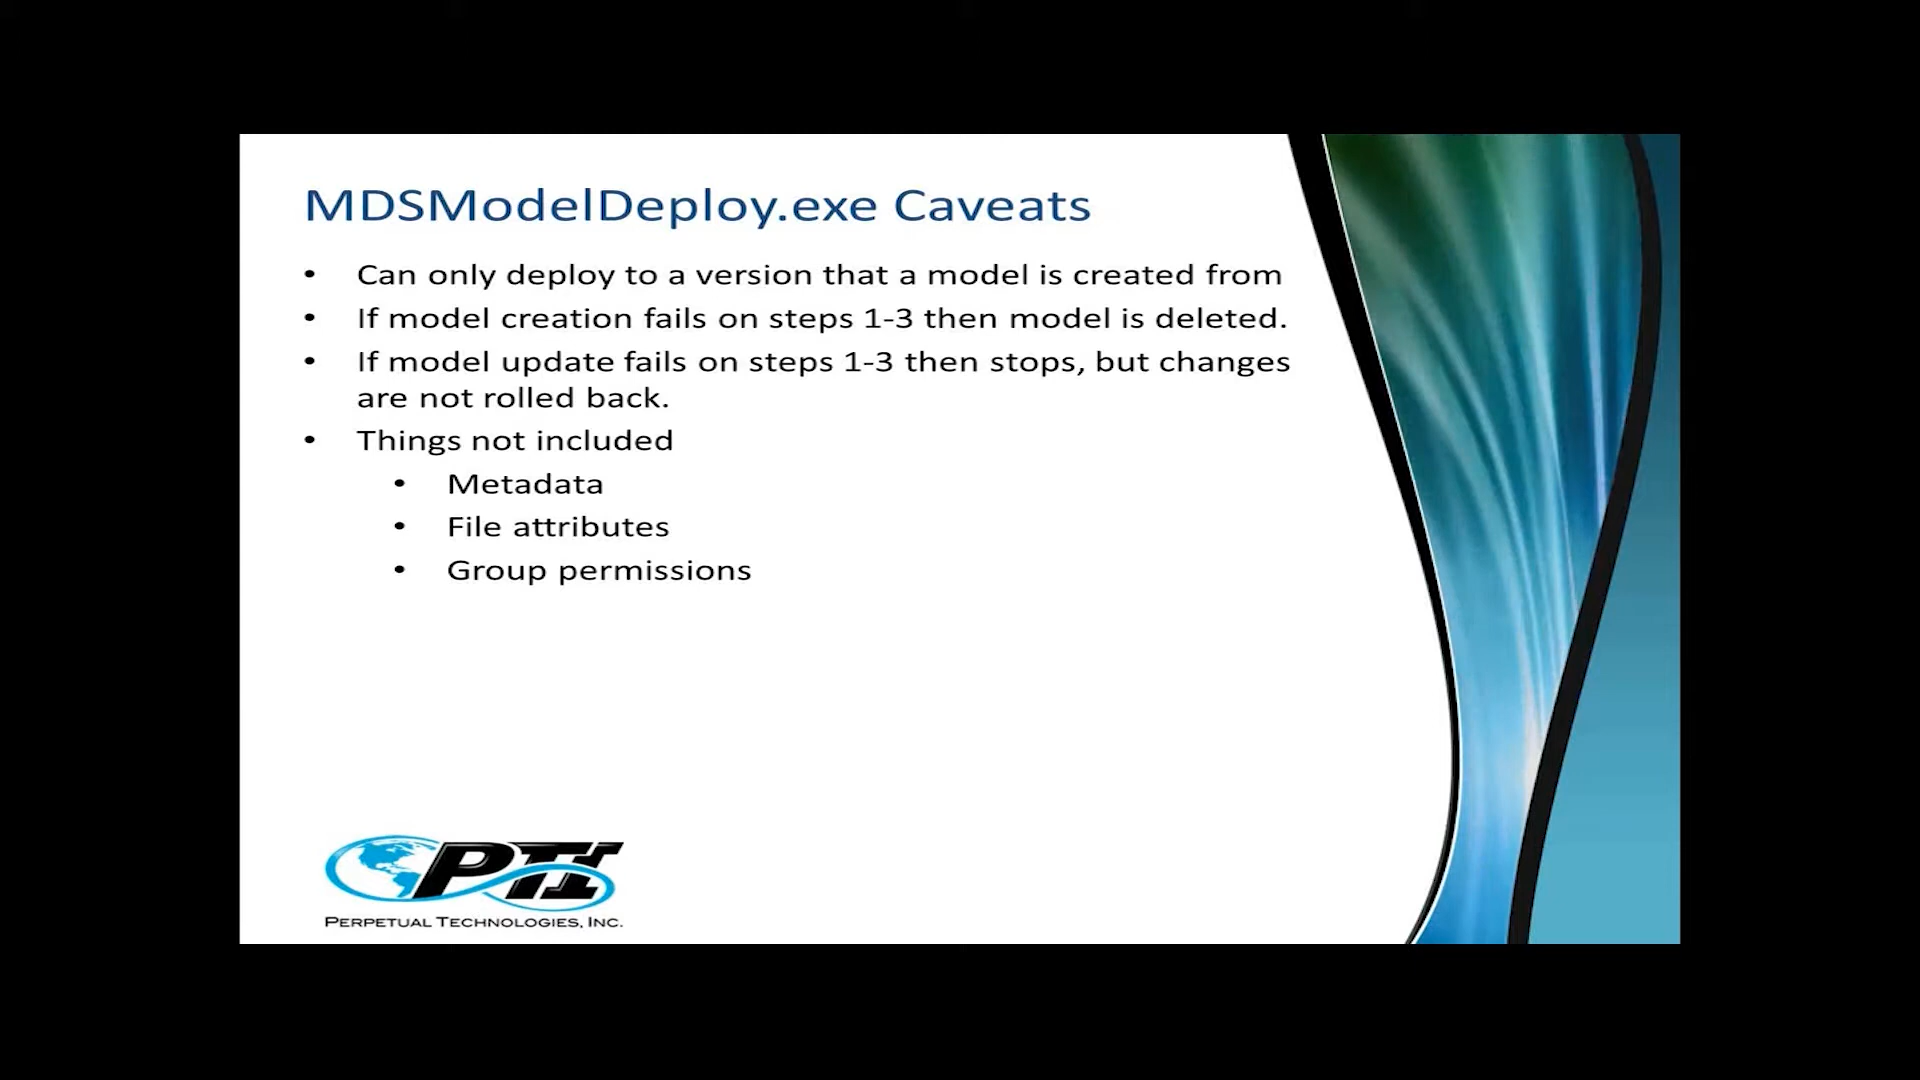 MDSModelDeploy.exe Caveats
• Can only deploy to a version that a model is created from
• If model creation fails on steps 1-3 then model is deleted.
• If model update fails on steps 1-3 then stops, but changes
are not rolled back.
• Things not included
• Metadata
• File attributes
• Group permissions
PTI
PERPETUAL TECHNOLOGIES, INC.